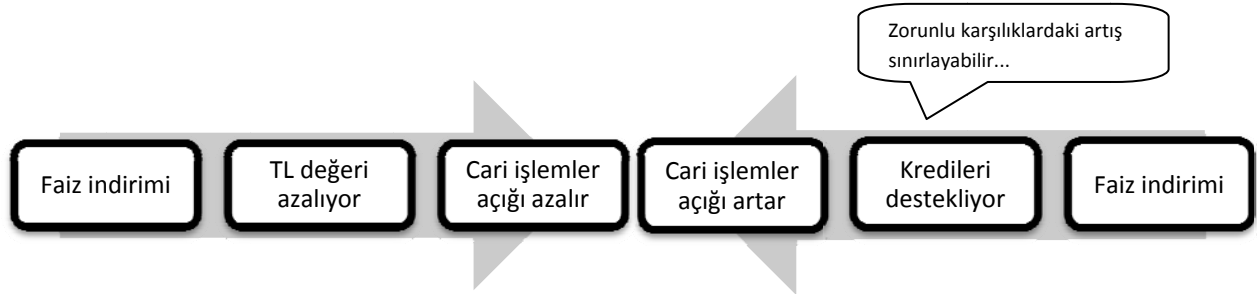 Zorunlu karşılıklardaki artış
sınırlayabilir...
Faiz indirimi
TL değeri
azalıyor
Cari işlemler
açığı azalır
Cari işlemler
açığı artar
Kredileri
destekliyor
Faiz indirimi